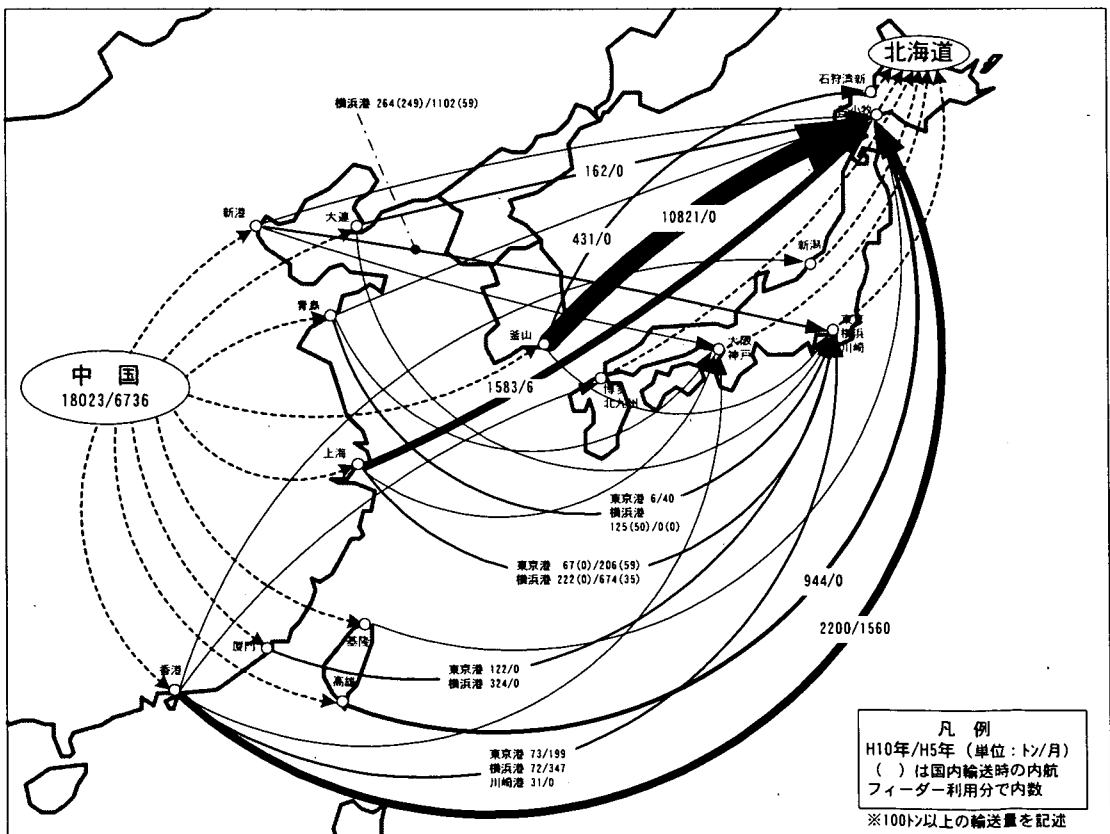 北海道
石狩湾新
苫小牧
横浜港 264(249)/1102(59)
162/0
10821/0
新港
大連
431/0
新潟
青島
釜山
東京
横浜
川崎
大阪
神戸
中国
18023/6736
1583/6
博多
北九州
上海
東京港 6/40
横浜港
125(50)/0(0)
東京港 67(0)/206(59)
横浜港 222(0)/674(35)
944/0
2200/1560
基隆
厦門
東京港 122/0
横浜港 324/0
香港
高雄
東京港 73/199
横浜港 72/347
川崎港 31/0
凡 例
H10年/H5年 (単位:トン/月)
( )は国内輸送時の内航
フィーダー利用分で内数
※100トン以上の輸送量を記述